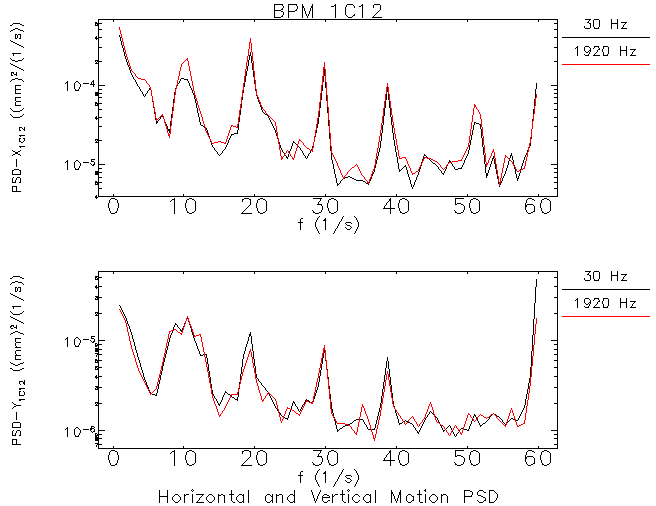 BPM 1C12
30 Hz
1920 Hz
PSD-X1C12 ((mm)²/(1/s))
10⁻⁴
10⁻⁵
0 10 20 30 40 50 60
f (1/s)
30 Hz
1920 Hz
PSD-Y1C12 ((mm)²/(1/s))
10⁻⁵
10⁻⁶
0 10 20 30 40 50 60
f (1/s)
Horizontal and Vertical Motion PSD